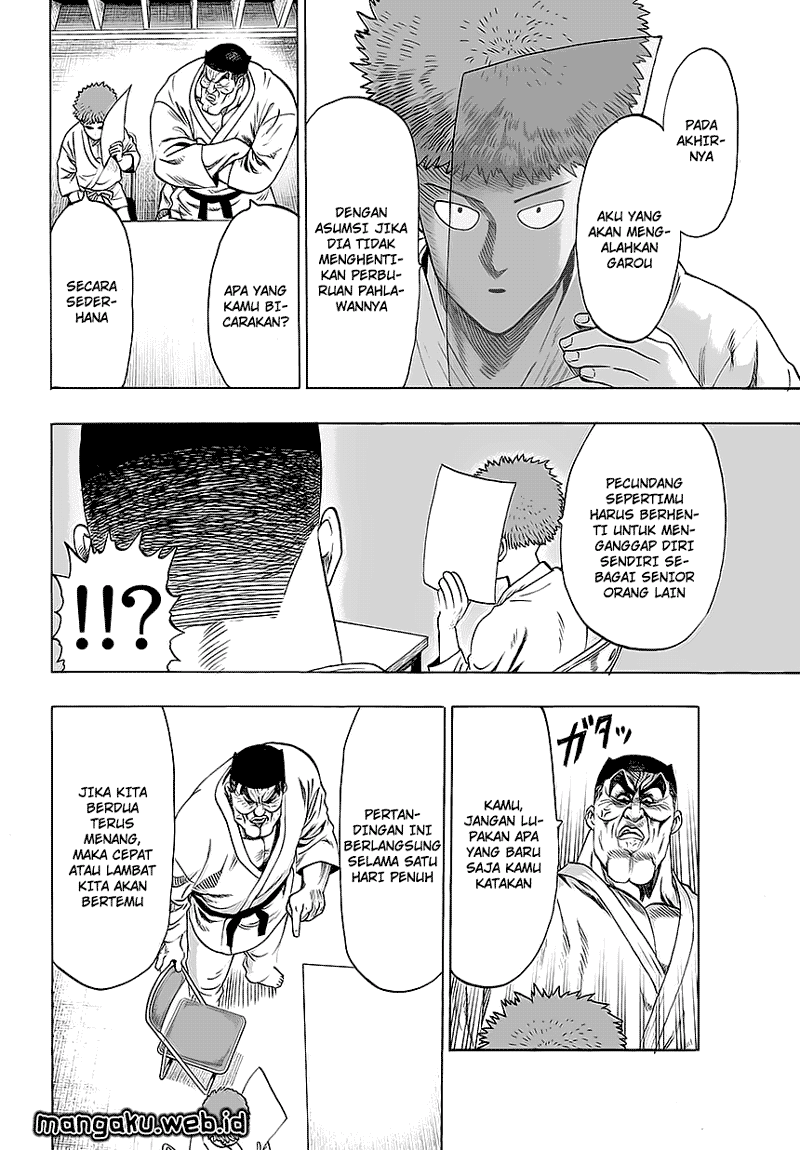 PADA
AKHIR-
NYA
AKU YANG
AKAN MENG-
ALAHKAN
GAROU
DENGAN
ASUMSI JIKA
DIA TIDAK
MENGHENTI-
KAN PERBU-
RUAN PAHLA-
WANNYA
APA YANG
KAMU BI-
CARAKAN?
SECARA
SEDER-
HANA
PECUNDANG
SEPERTIMU
HARUS BERHEN-
TI UNTUK MEN-
GANGGAP DIRI
SENDIRI SE-
BAGAI SENIOR
ORANG LAIN
!!?
ガタッ
KAMU,
JANGAN LU-
PAKAN APA
YANG BARU
SAJA KAMU
KATAKAN
PERTAN-
DINGAN INI
BERLANGSUNG
SELAMA SATU
HARI PENUH
JIKA KITA
BERDUA
TERUS
MENANG,
MAKA CEPAT
ATAU LAMBAT
KITA AKAN
BERTEMU
mangaku.web.id